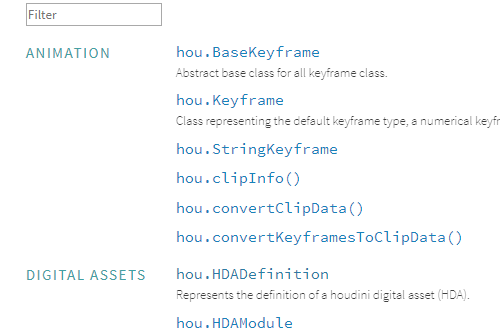 Filter
ANIMATION
hou.BaseKeyframe
Abstract base class for all keyframe class.
hou.Keyframe
Class representing the default keyframe type, a numerical
hou.StringKeyframe
hou.clipInfo()
hou.convertClipData()
hou.convertKeyframesToClipData()
DIGITAL ASSETS
hou.HDADefinition
Represents the definition of a houdini digital asset (HDA).
hou.HDAModule